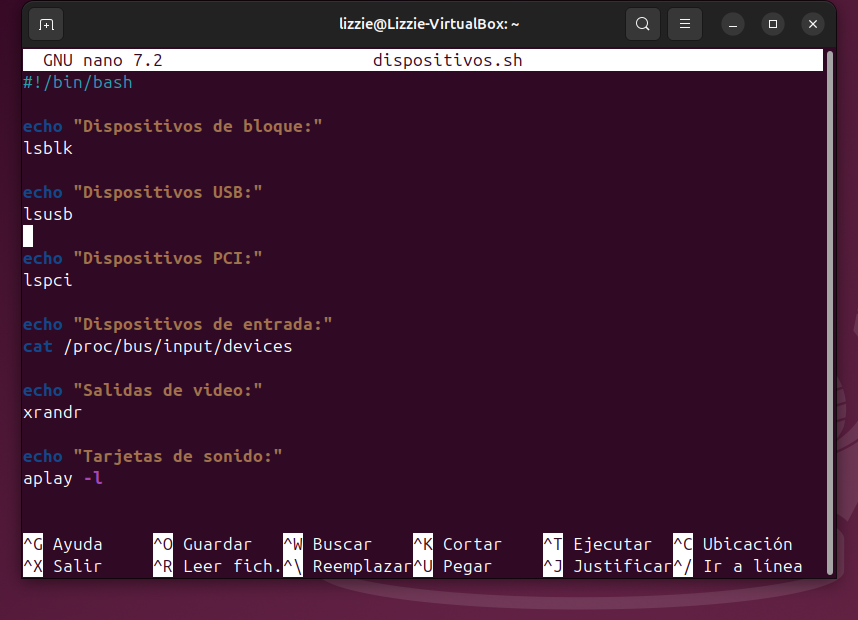 lizzie@Lizzie-VirtualBox: ~
GNU nano 7.2 dispositivos.sh
#!/bin/bash
echo "Dispositivos de bloque:"
lsblk
echo "Dispositivos USB:"
lsusb
echo "Dispositivos PCI:"
lspci
echo "Dispositivos de entrada:"
cat /proc/bus/input/devices
echo "Salidas de video:"
xrandr
echo "Tarjetas de sonido:"
aplay -l
^G Ayuda ^O Guardar ^W Buscar ^K Cortar ^T Ejecutar ^C Ubicación
^X Salir ^R Leer fich. ^\ Reemplazar ^U Pegar ^J Justificar ^/ Ir a línea